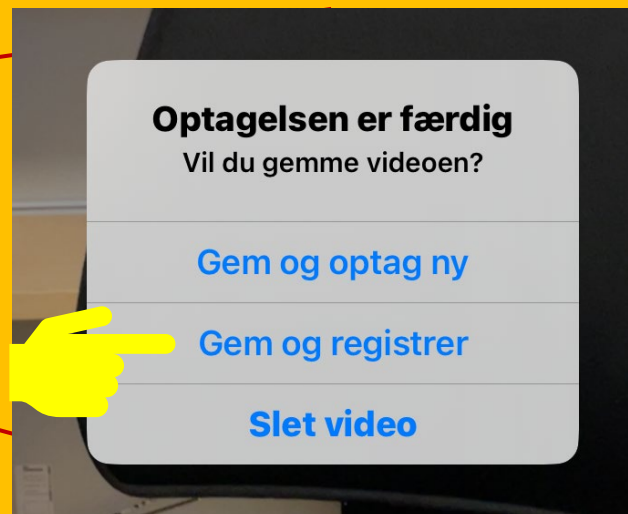 Optagelsen er færdig
Vil du gemme videoen?
Gem og optag ny
Gem og registrer
Slet video